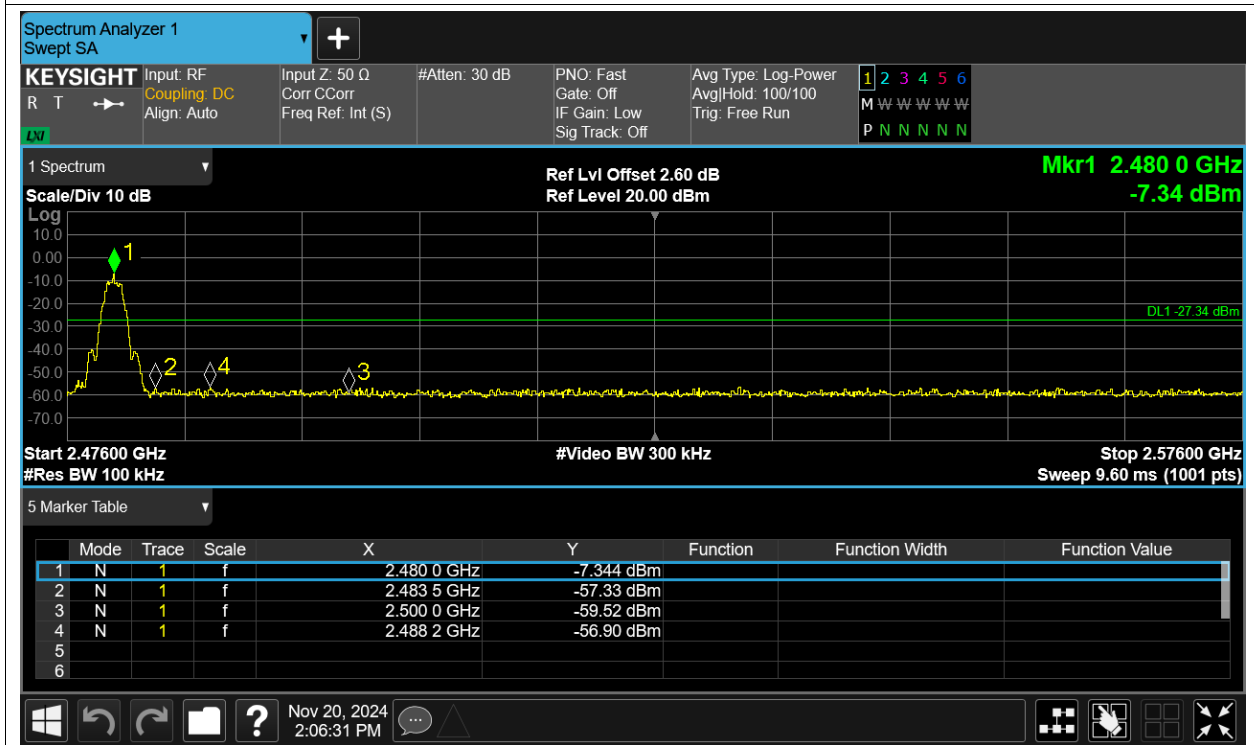 Spectrum Analyzer 1
Swept SA
KEYSIGHT
R T
LXI
Input: RF
Coupling: DC
Align: Auto
Input Z: 50 Ω
Corr CCorr
Freq Ref: Int (S)
#Atten: 30 dB
PNO: Fast
Gate: Off
IF Gain: Low
Sig Track: Off
Avg Type: Log-Power
Avg|Hold: 100/100
Trig: Free Run
1 2 3 4 5 6
M W W W W W
P N N N N N
1 Spectrum
Scale/Div 10 dB
Ref Lvl Offset 2.60 dB
Ref Level 20.00 dBm
Mkr1 2.480 0 GHz
-7.34 dBm
Log
10.0
0.00
-10.0
-20.0
-30.0
-40.0
-50.0
-60.0
-70.0
1
2
4
3
DL1 -27.34 dBm
Start 2.47600 GHz
#Res BW 100 kHz
#Video BW 300 kHz
Stop 2.57600 GHz
Sweep 9.60 ms (1001 pts)
5 Marker Table
Mode Trace Scale X Y Function Function Width Function Value
1 N 1 f 2.480 0 GHz -7.344 dBm
2 N 1 f 2.483 5 GHz -57.33 dBm
3 N 1 f 2.500 0 GHz -59.52 dBm
4 N 1 f 2.488 2 GHz -56.90 dBm
5
6
?
Nov 20, 2024
2:06:31 PM